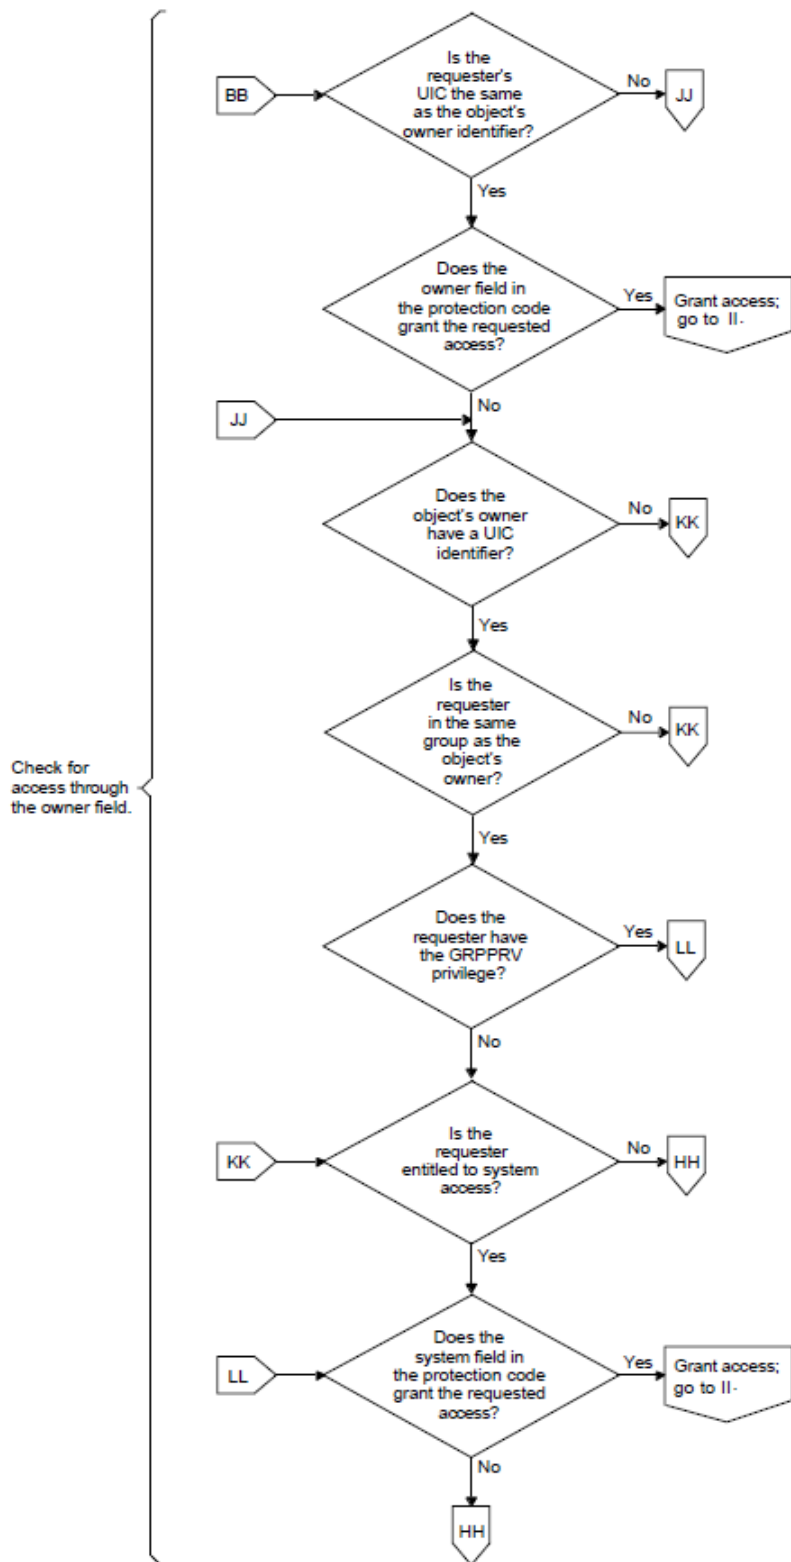 Is the
requester's
UIC the same
as the object's
owner identifier?
BB
No
JJ
Yes
Does the
owner field in
the protection code
grant the requested
access?
Yes
Grant access;
go to II.
No
JJ
Does the
object's owner
have a UIC
identifier?
No
KK
Yes
Is the
requester
in the same
group as the
object's
owner?
No
KK
Check for
access through
the owner field.
Yes
Does the
requester have
the GRPPRV
privilege?
Yes
LL
No
Is the
requester
entitled to system
access?
KK
No
HH
Yes
Does the
system field in
the protection code
grant the requested
access?
LL
Yes
Grant access;
go to II.
No
HH